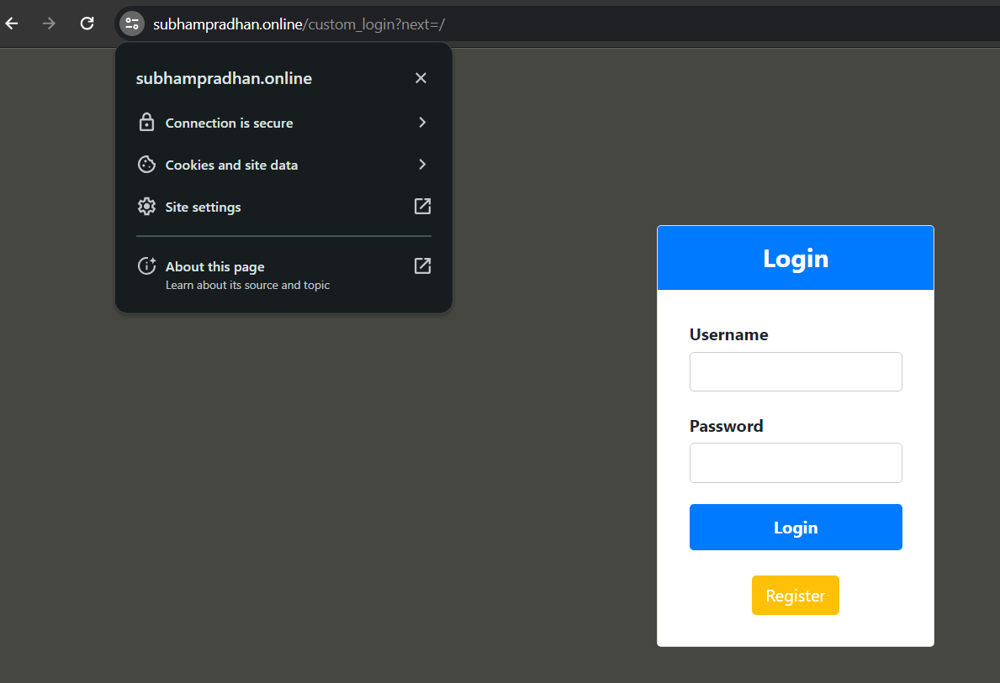 subhampradhan.online/custom_login?next=/
subhampradhan.online
Connection is secure
Cookies and site data
Site settings
About this page
Learn about its source and topic
Login
Username
Password
Login
Register